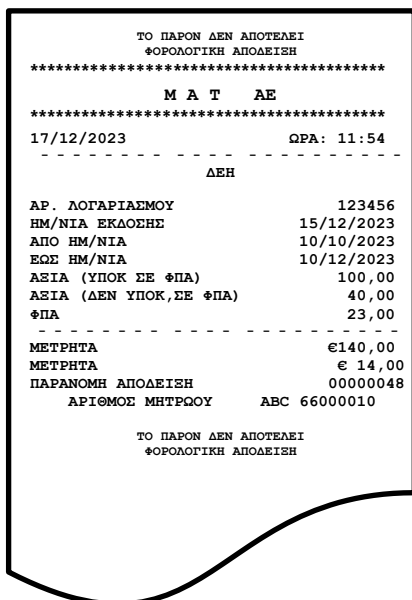 ΤΟ ΠΑΡΟΝ ΔΕΝ ΑΠΟΤΕΛΕΙ
ΦΟΡΟΛΟΓΙΚΗ ΑΠΟΔΕΙΞΗ
******************************************
Μ Α Τ ΑΕ
******************************************
17/12/2023 ΩΡΑ: 11:54
- - - - - - - - - - - - - - - - - - - - - -
ΔΕΗ
ΑΡ. ΛΟΓΑΡΙΑΣΜΟΥ 123456
ΗΜ/ΝΙΑ ΕΚΔΟΣΗΣ 15/12/2023
ΑΠΟ ΗΜ/ΝΙΑ 10/10/2023
ΕΩΣ ΗΜ/ΝΙΑ 10/12/2023
ΑΞΙΑ (ΥΠΟΚ ΣΕ ΦΠΑ) 100,00
ΑΞΙΑ (ΔΕΝ ΥΠΟΚ,ΣΕ ΦΠΑ) 40,00
ΦΠΑ 23,00
- - - - - - - - - - - - - - - - - - - - - -
ΜΕΤΡΗΤΑ €140,00
ΜΕΤΡΗΤΑ € 14,00
ΠΑΡΑΝΟΜΗ ΑΠΟΔΕΙΞΗ 00000048
ΑΡΙΘΜΟΣ ΜΗΤΡΩΟΥ ABC 66000010
ΤΟ ΠΑΡΟΝ ΔΕΝ ΑΠΟΤΕΛΕΙ
ΦΟΡΟΛΟΓΙΚΗ ΑΠΟΔΕΙΞΗ